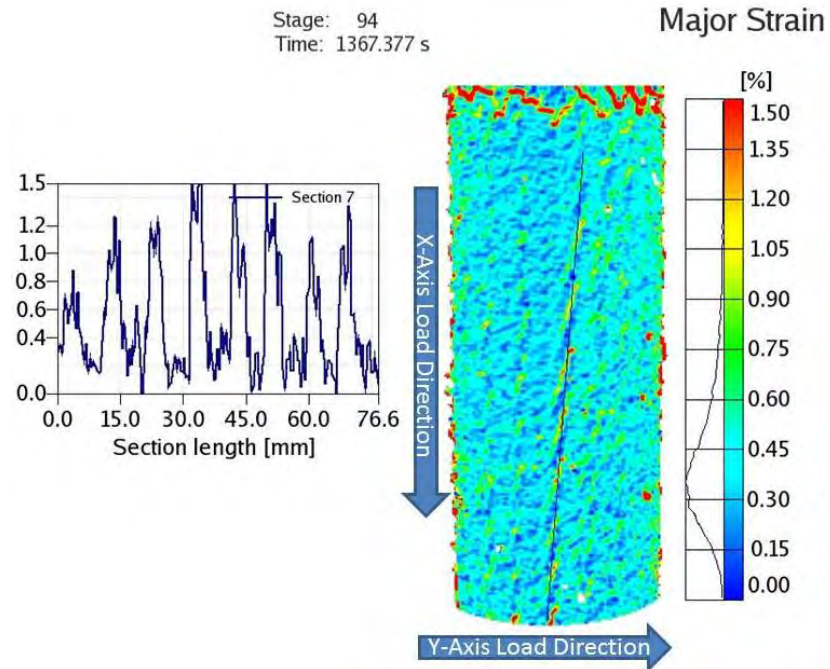 Stage: 94
Time: 1367.377 s
Major Strain
[%]
1.50
1.35
1.20
1.05
0.90
0.75
0.60
0.45
0.30
0.15
0.00
1.5
1.2
1.0
0.8
0.6
0.4
0.0
Section 7
0.0 15.0 30.0 45.0 60.0 76.6
Section length [mm]
X-Axis Load Direction
Y-Axis Load Direction